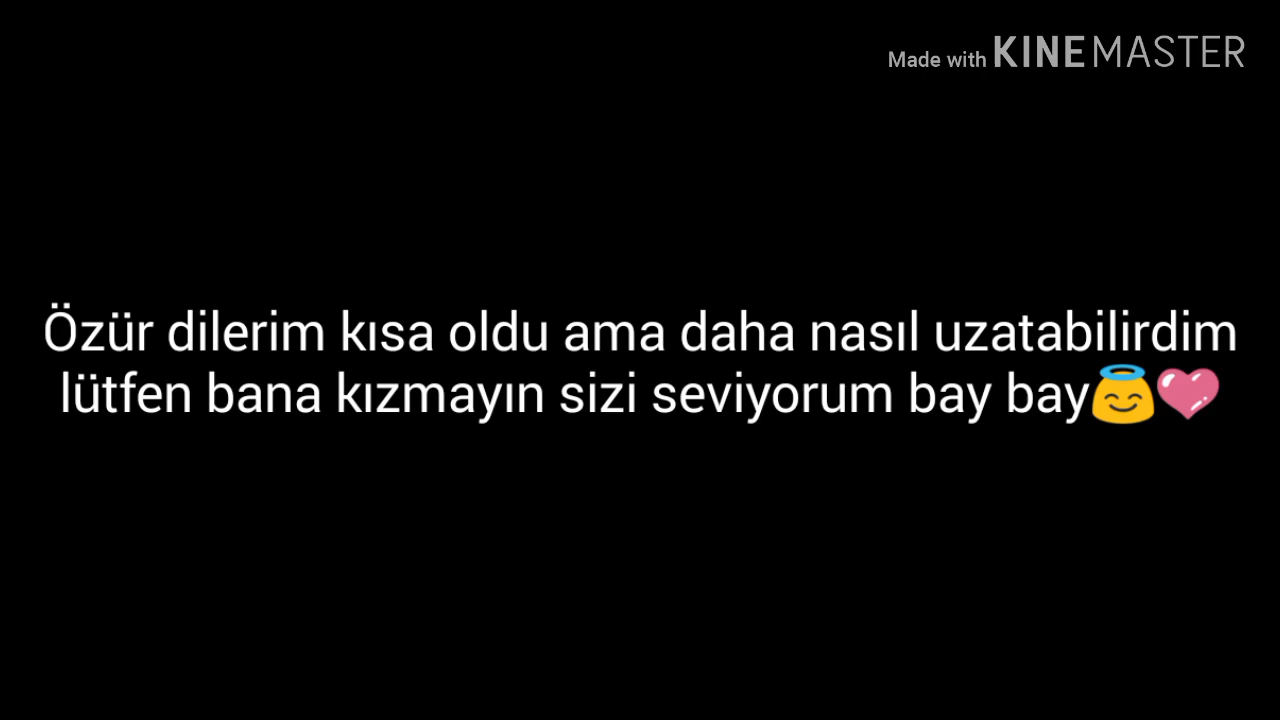 Made with KINEMASTER
Özür dilerim kısa oldu ama daha nasıl uzatabilirdim
lütfen bana kızmayın sizi seviyorum bay bay😇💗